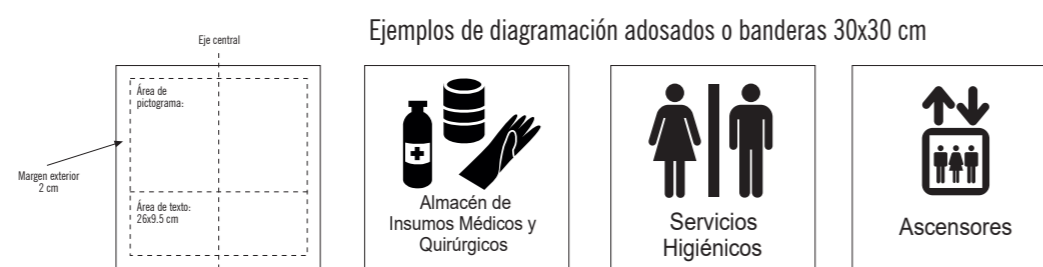 Ejemplos de diagramación adosados o banderas 30x30 cm
Eje central
Área de
pictograma:
Margen exterior
2 cm
Área de texto:
26x9.5 cm
Almacén de
Insumos Médicos y
Quirúrgicos
Servicios
Higiénicos
Ascensores